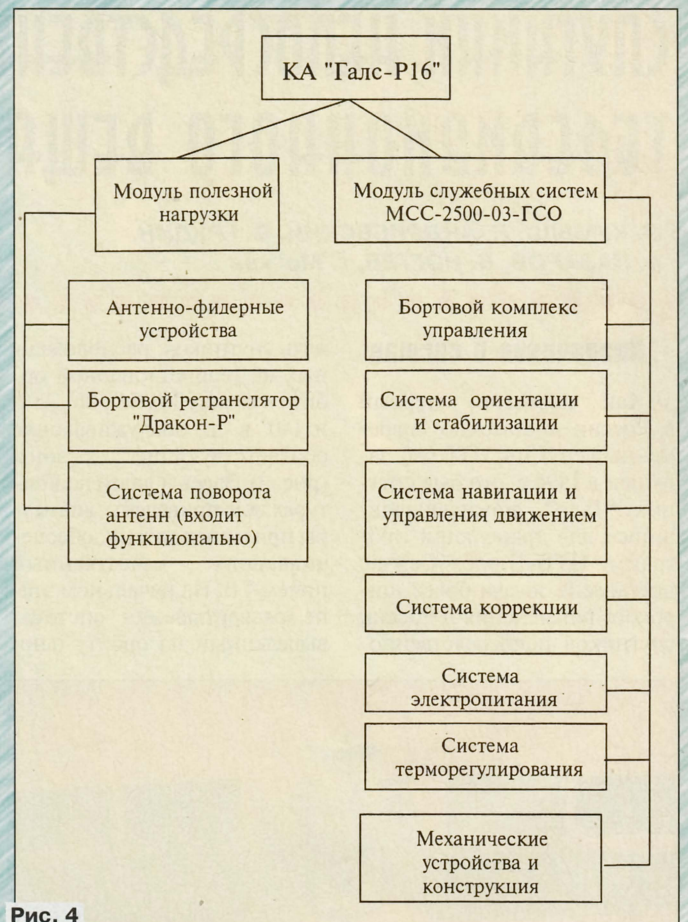 КА "Галс-Р16"
Модуль полезной
нагрузки
Модуль служебных систем
МСС-2500-03-ГСО
Антенно-фидерные
устройства
Бортовой ретранслятор
"Дракон-Р"
Система поворота
антенн (входит
функционально)
Бортовой комплекс
управления
Система ориентации
и стабилизации
Система навигации и
управления движением
Система коррекции
Система
электропитания
Система
терморегулирования
Механические
устройства и
конструкция
Рис. 4